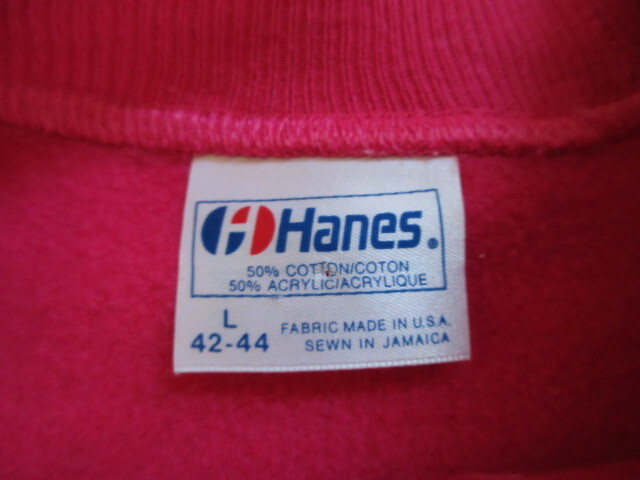 Hanes.
50% COTTON/COTON
50% ACRYLIC/ACRYLIQUE
L
42-44
FABRIC MADE IN U.S.A.
SEWN IN JAMAICA